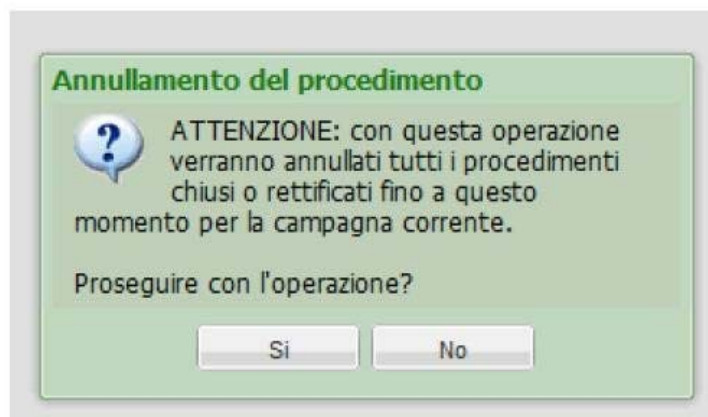 Annullamento del procedimento
ATTENZIONE: con questa operazione
verranno annullati tutti i procedimenti
chiusi o rettificati fino a questo
momento per la campagna corrente.
Proseguire con l'operazione?
Si
No